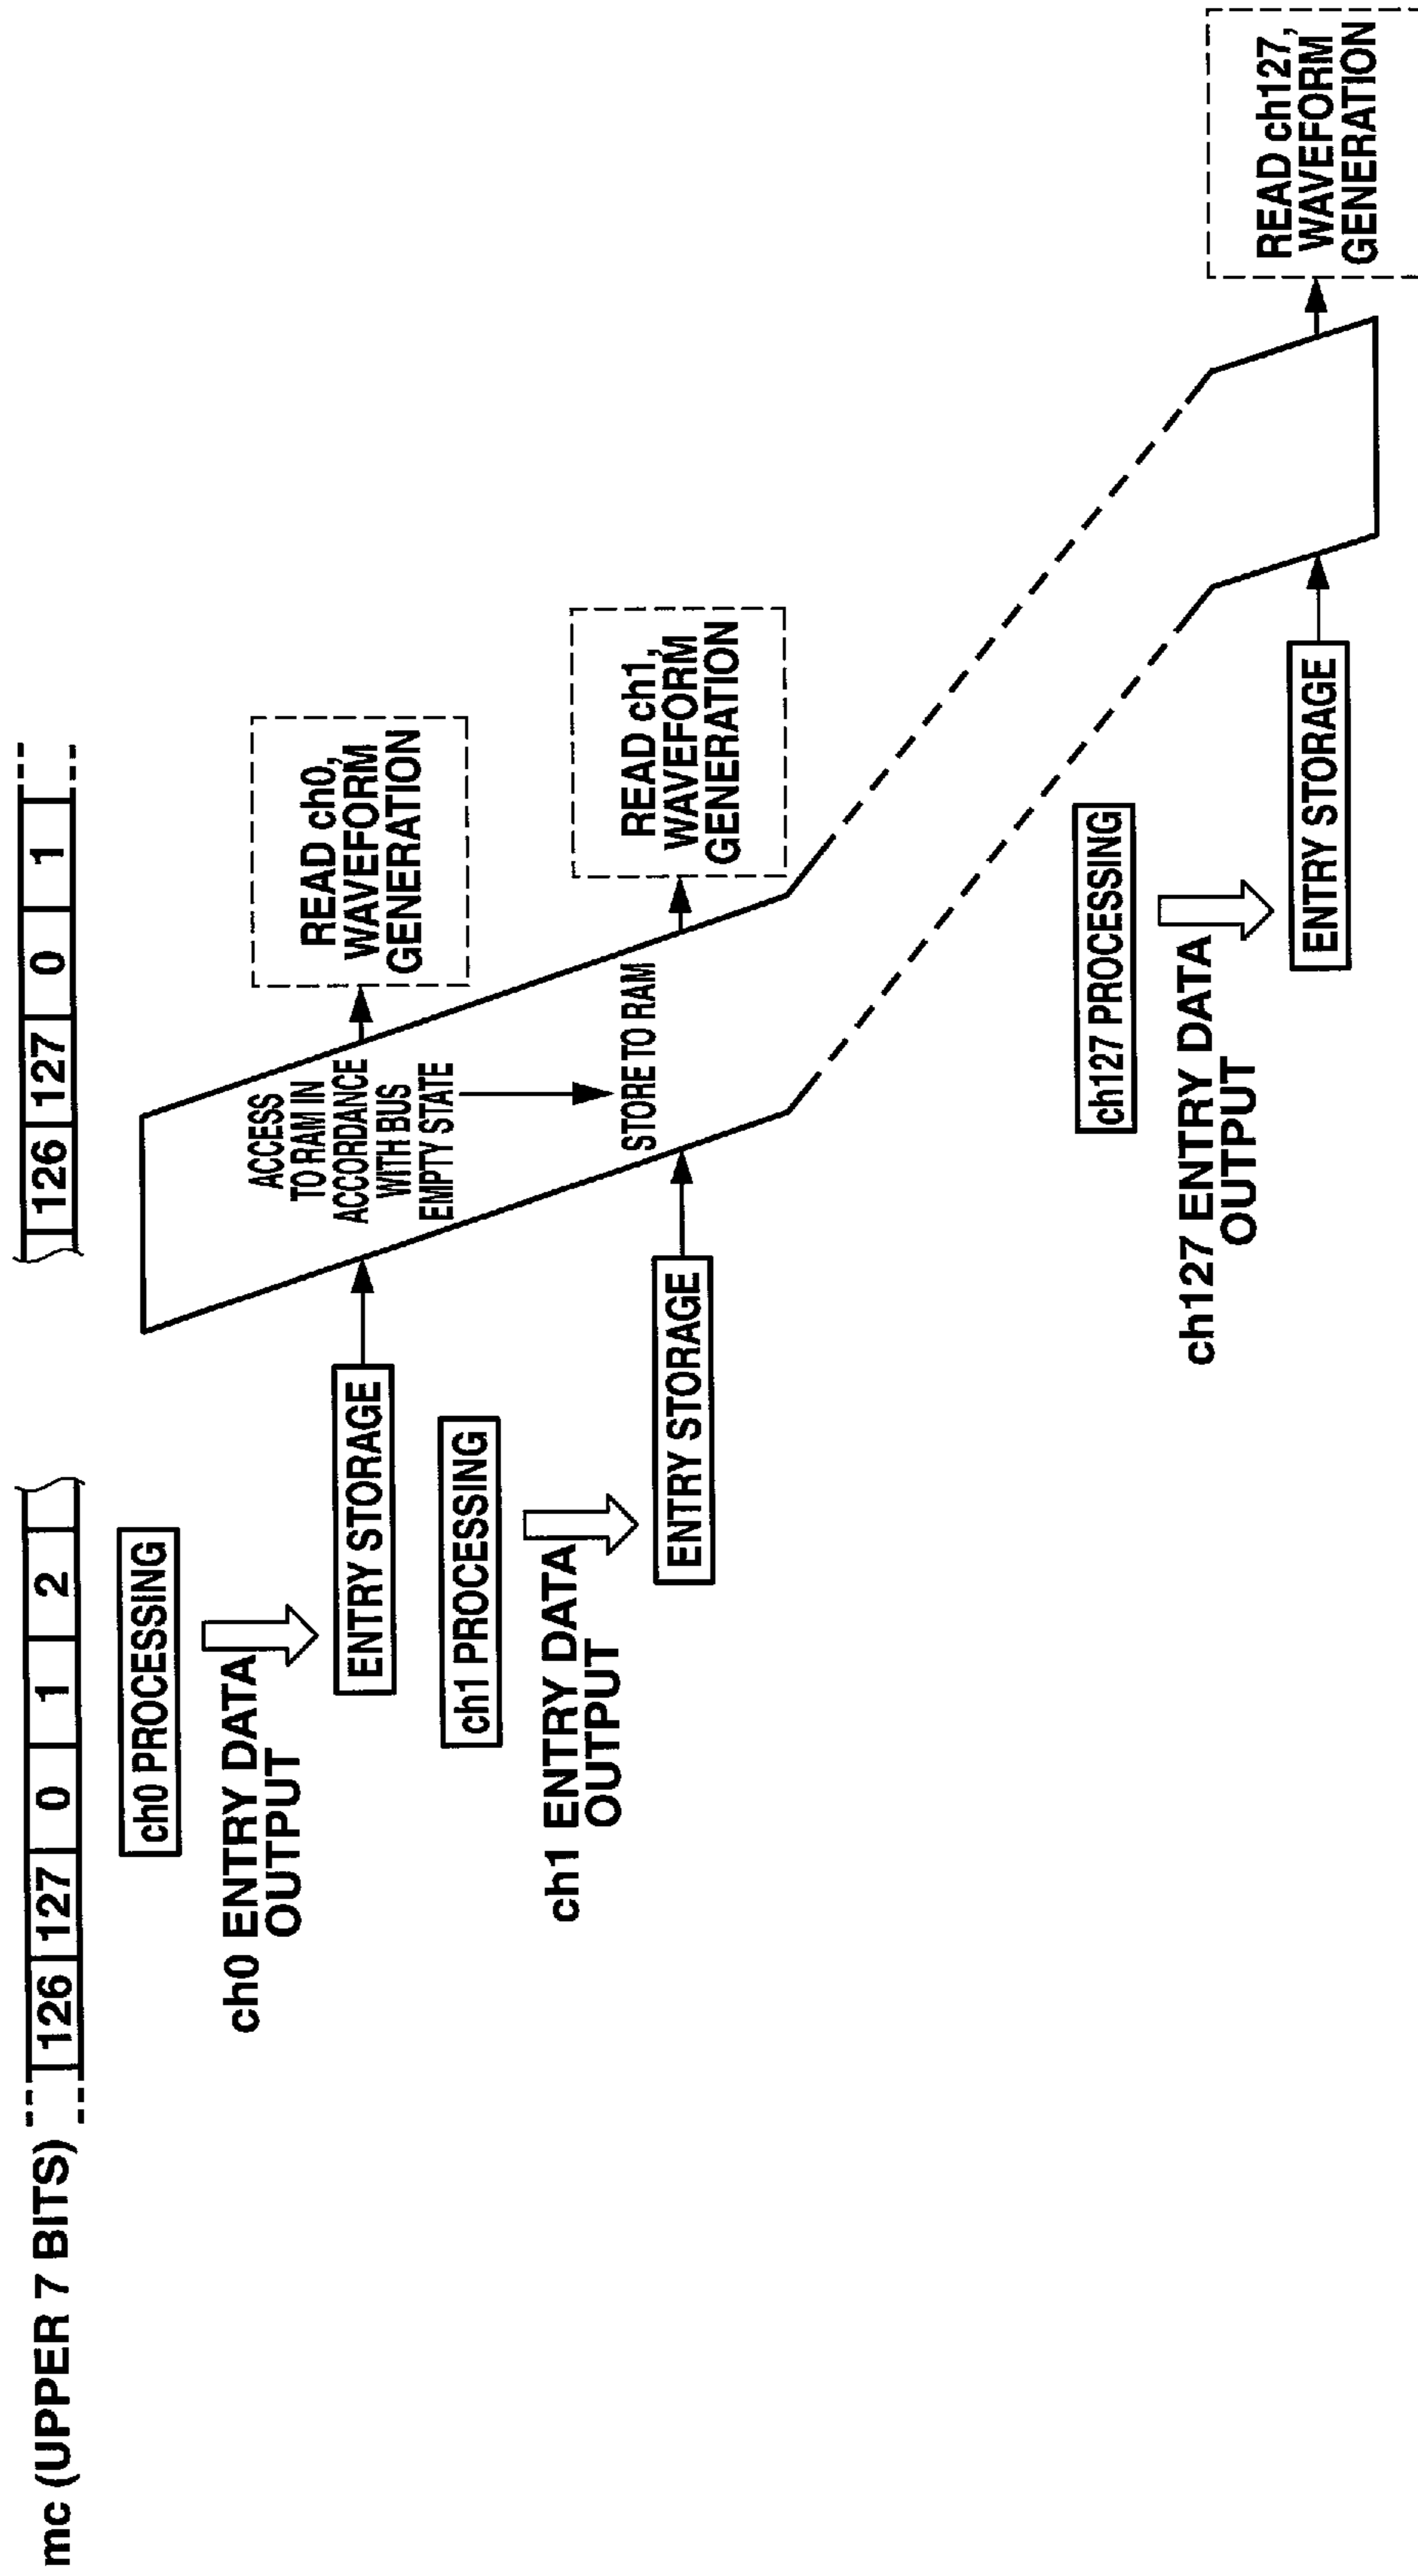 mc (UPPER 7 BITS)
126 127 0 1 2
126 127 0 1
ch0 PROCESSING
ch0 ENTRY DATA
OUTPUT
ENTRY STORAGE
ACCESS
TO RAM IN
ACCORDANCE
WITH BUS
EMPTY STATE
READ ch0,
WAVEFORM
GENERATION
ch1 PROCESSING
ch1 ENTRY DATA
OUTPUT
ENTRY STORAGE
STORE TO RAM
READ ch1,
WAVEFORM
GENERATION
ch127 PROCESSING
ch127 ENTRY DATA
OUTPUT
ENTRY STORAGE
READ ch127,
WAVEFORM
GENERATION